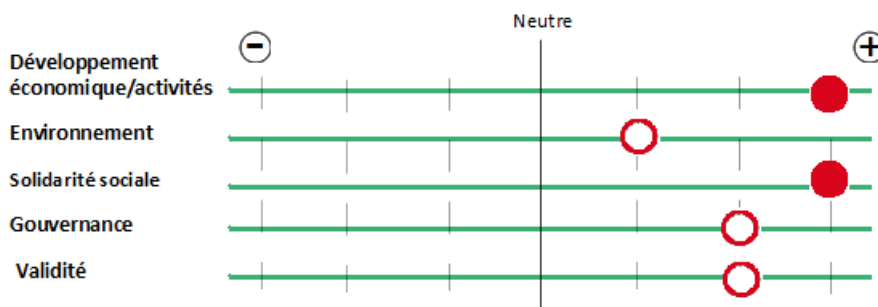 Neutre
− +
Développement
économique/activités
Environnement
Solidarité sociale
Gouvernance
Validité